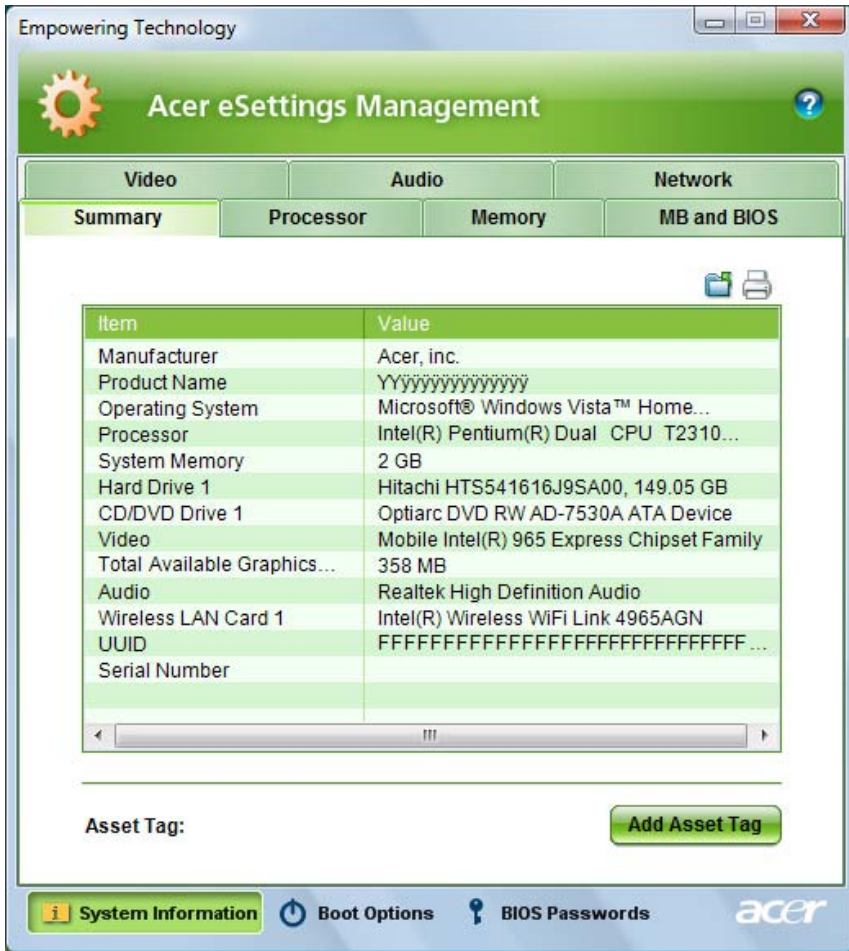 Empowering Technology
Acer eSettings Management
Video Audio Network
Summary Processor Memory MB and BIOS
Item Value
Manufacturer Acer, inc.
Product Name YYÿÿÿÿÿÿÿÿÿÿÿÿÿ
Operating System Microsoft® Windows Vista™ Home...
Processor Intel(R) Pentium(R) Dual CPU T2310...
System Memory 2 GB
Hard Drive 1 Hitachi HTS541616J9SA00, 149.05 GB
CD/DVD Drive 1 Optiarc DVD RW AD-7530A ATA Device
Video Mobile Intel(R) 965 Express Chipset Family
Total Available Graphics... 358 MB
Audio Realtek High Definition Audio
Wireless LAN Card 1 Intel(R) Wireless WiFi Link 4965AGN
UUID FFFFFFFFFFFFFFFFFFFFFFFFFFFFFFF ...
Serial Number
Asset Tag: Add Asset Tag
System Information Boot Options BIOS Passwords acer